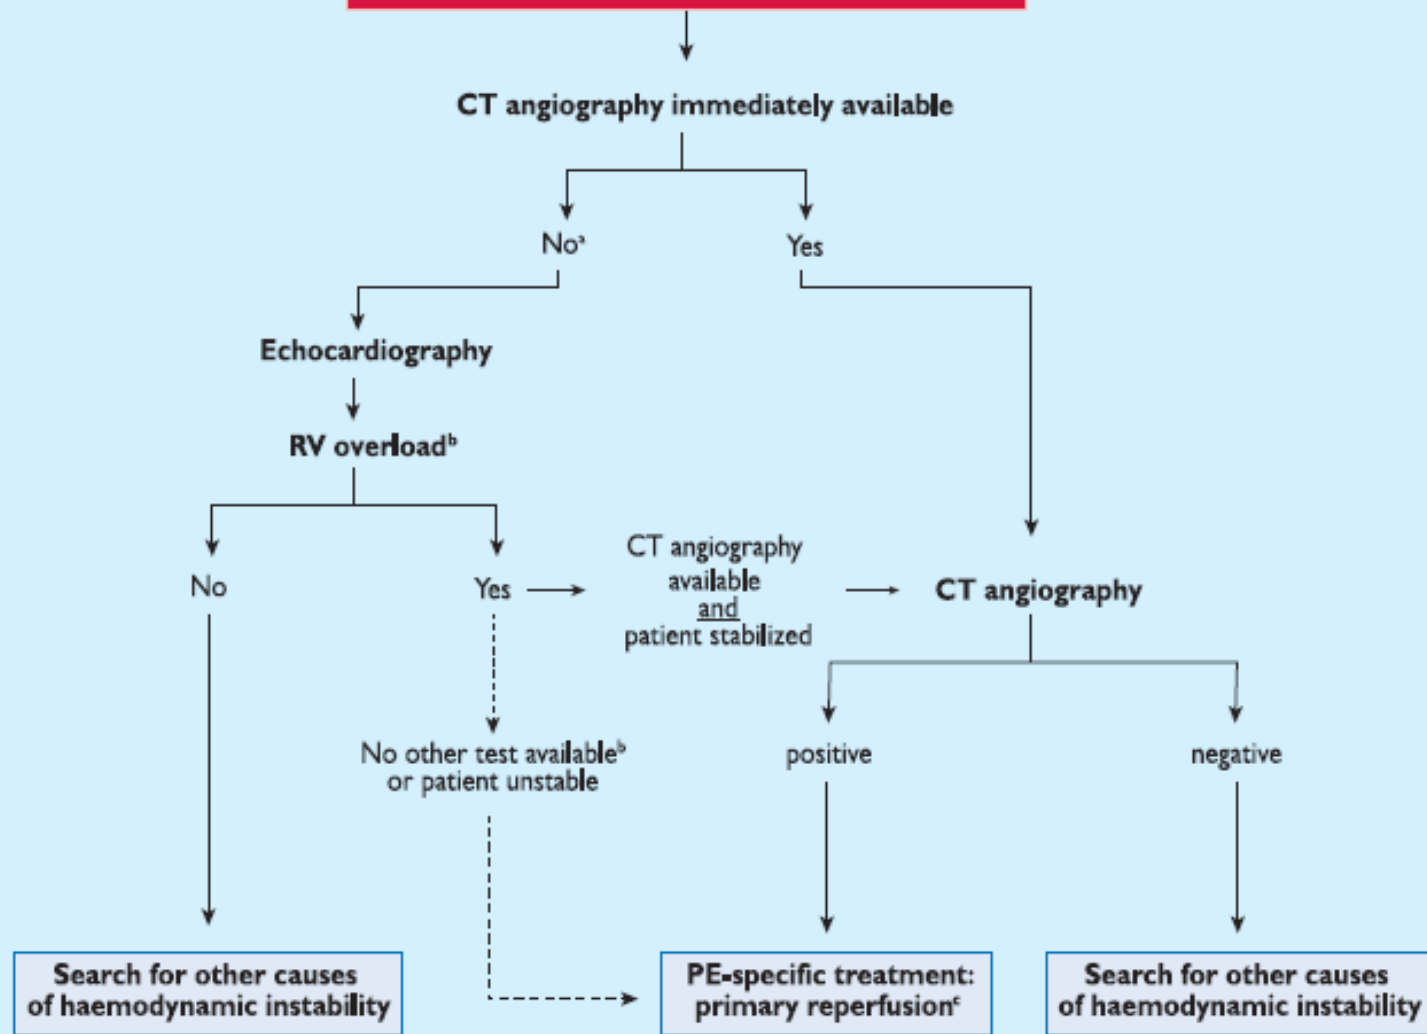 CT angiography immediately available
Noᵃ
Yes
Echocardiography
RV overloadᵇ
No
Yes
CT angiography
available
and
patient stabilized
CT angiography
No other test availableᵇ
or patient unstable
positive
negative
Search for other causes
of haemodynamic instability
PE-specific treatment:
primary reperfusionᶜ
Search for other causes
of haemodynamic instability